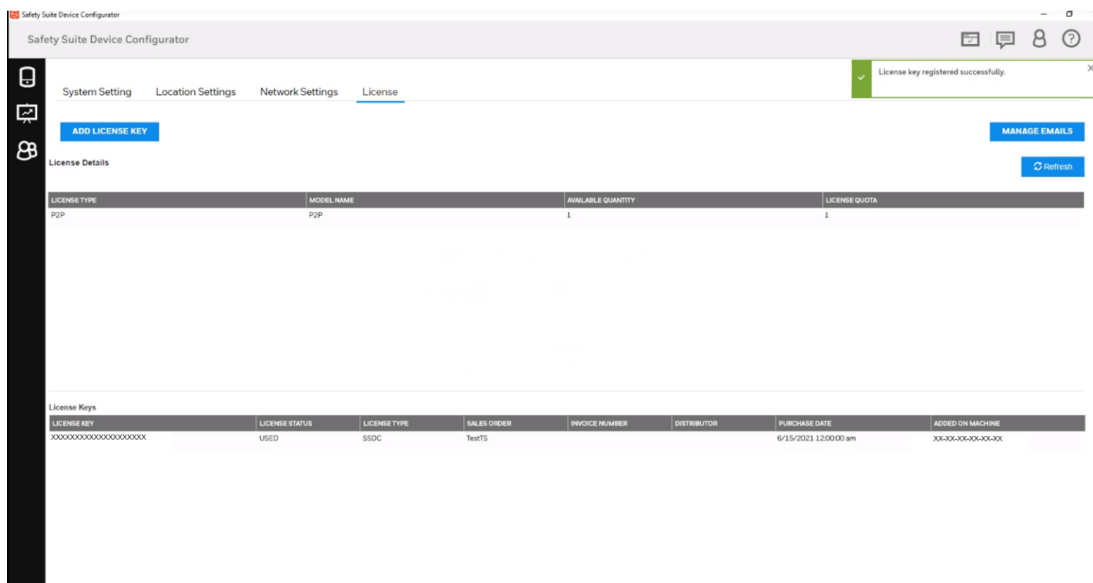 Safety Suite Device Configurator
Safety Suite Device Configurator
License key registered successfully.
System Setting Location Settings Network Settings License
ADD LICENSE KEY MANAGE EMAILS
License Details
Refresh
LICENSE TYPE MODEL NAME AVAILABLE QUANTITY LICENSE QUOTA
P2P P2P 1 1
License Keys
LICENSE KEY LICENSE STATUS LICENSE TYPE SALES ORDER INVOICE NUMBER DISTRIBUTOR PURCHASE DATE ADDED ON MACHINE
XXXXXXXXXXXXXXXXXXXX USED SSDC TestTS 6/15/2021 12:00:00 am XX-XX-XX-XX-XX-XX